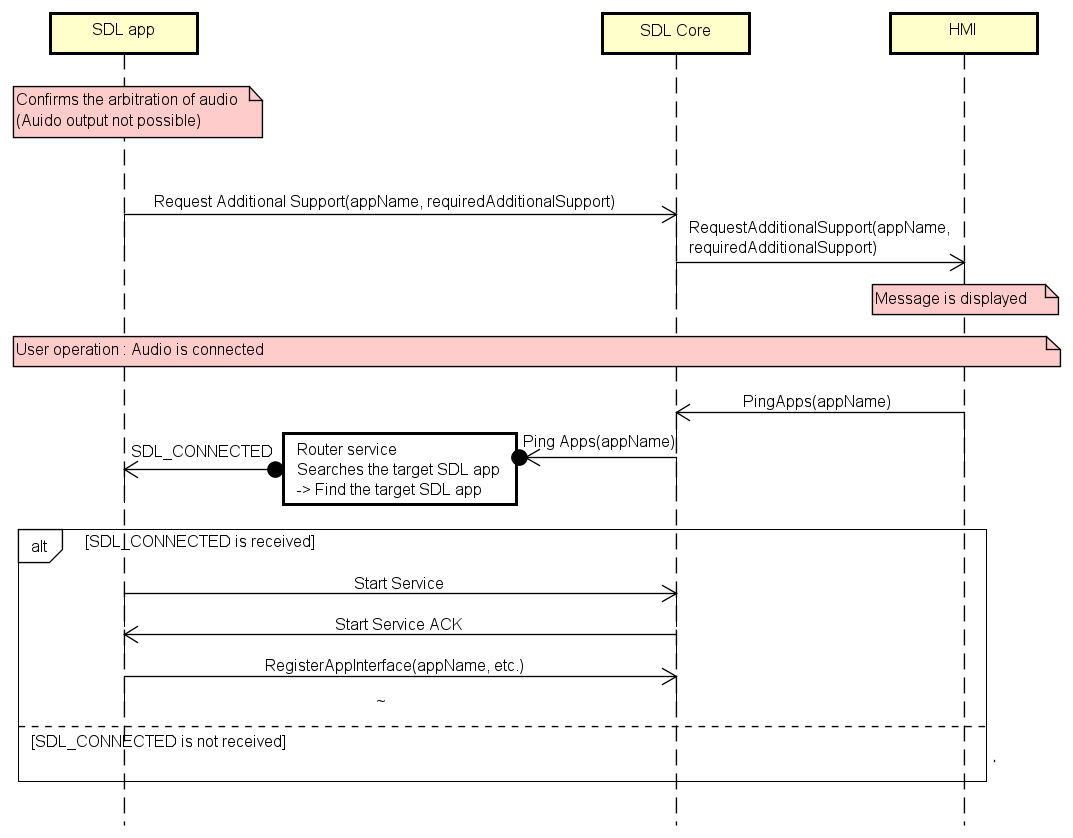 SDL app
SDL Core
HMI
Confirms the arbitration of audio
(Auido output not possible)
Request Additional Support(appName, requiredAdditionalSupport)
RequestAdditionalSupport(appName,
requiredAdditionalSupport)
Message is displayed
User operation : Audio is connected
PingApps(appName)
Ping Apps(appName)
SDL_CONNECTED
Router service
Searches the target SDL app
-> Find the target SDL app
alt
[SDL_CONNECTED is received]
Start Service
Start Service ACK
RegisterAppInterface(appName, etc.)
~
[SDL_CONNECTED is not received]
.